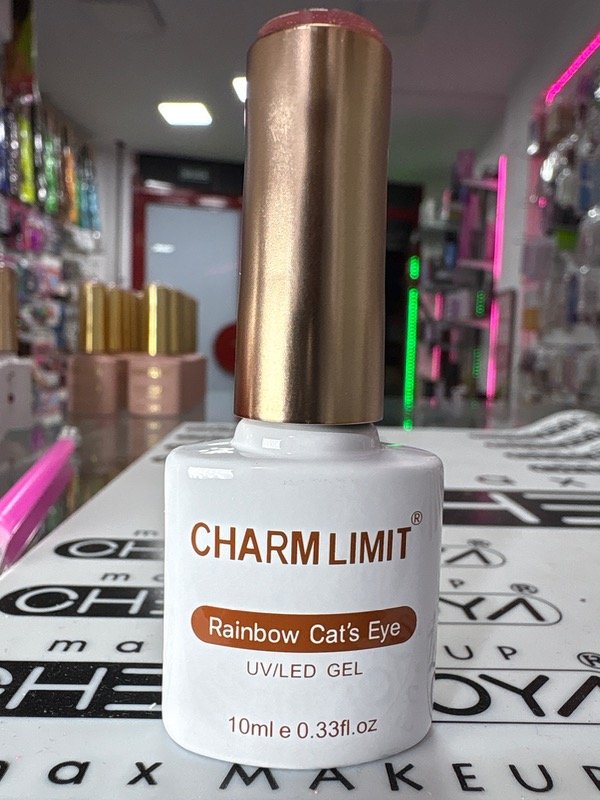 CHARM LIMIT®
Rainbow Cat's Eye
UV/LED GEL
10ml e 0.33fl.oz
max MAKEUP